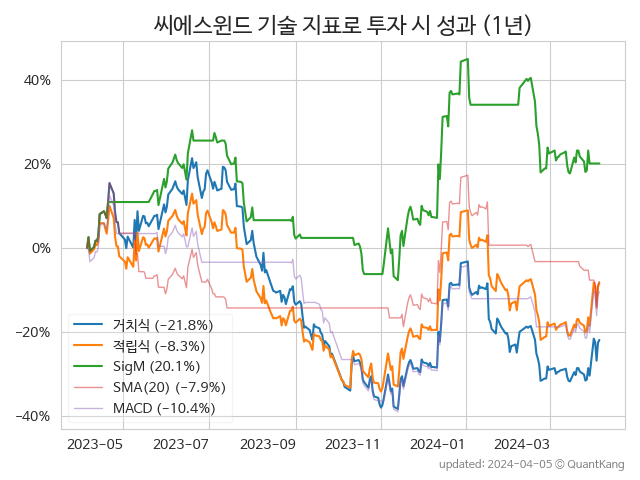 씨에스윈드 기술 지표로 투자 시 성과 (1년)
40%
20%
0%
−20%
−40%
거치식 (−21.8%)
적립식 (−8.3%)
SigM (20.1%)
SMA(20) (−7.9%)
MACD (−10.4%)
2023-05 2023-07 2023-09 2023-11 2024-01 2024-03
updated: 2024-04-05 © QuantKang